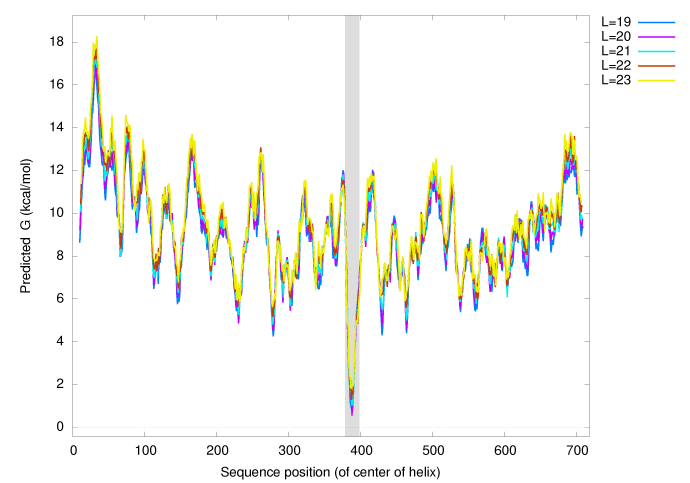 L=19
L=20
L=21
L=22
L=23
18
16
14
12
10
8
6
4
2
0
Predicted G (kcal/mol)
0 100 200 300 400 500 600 700
Sequence position (of center of helix)